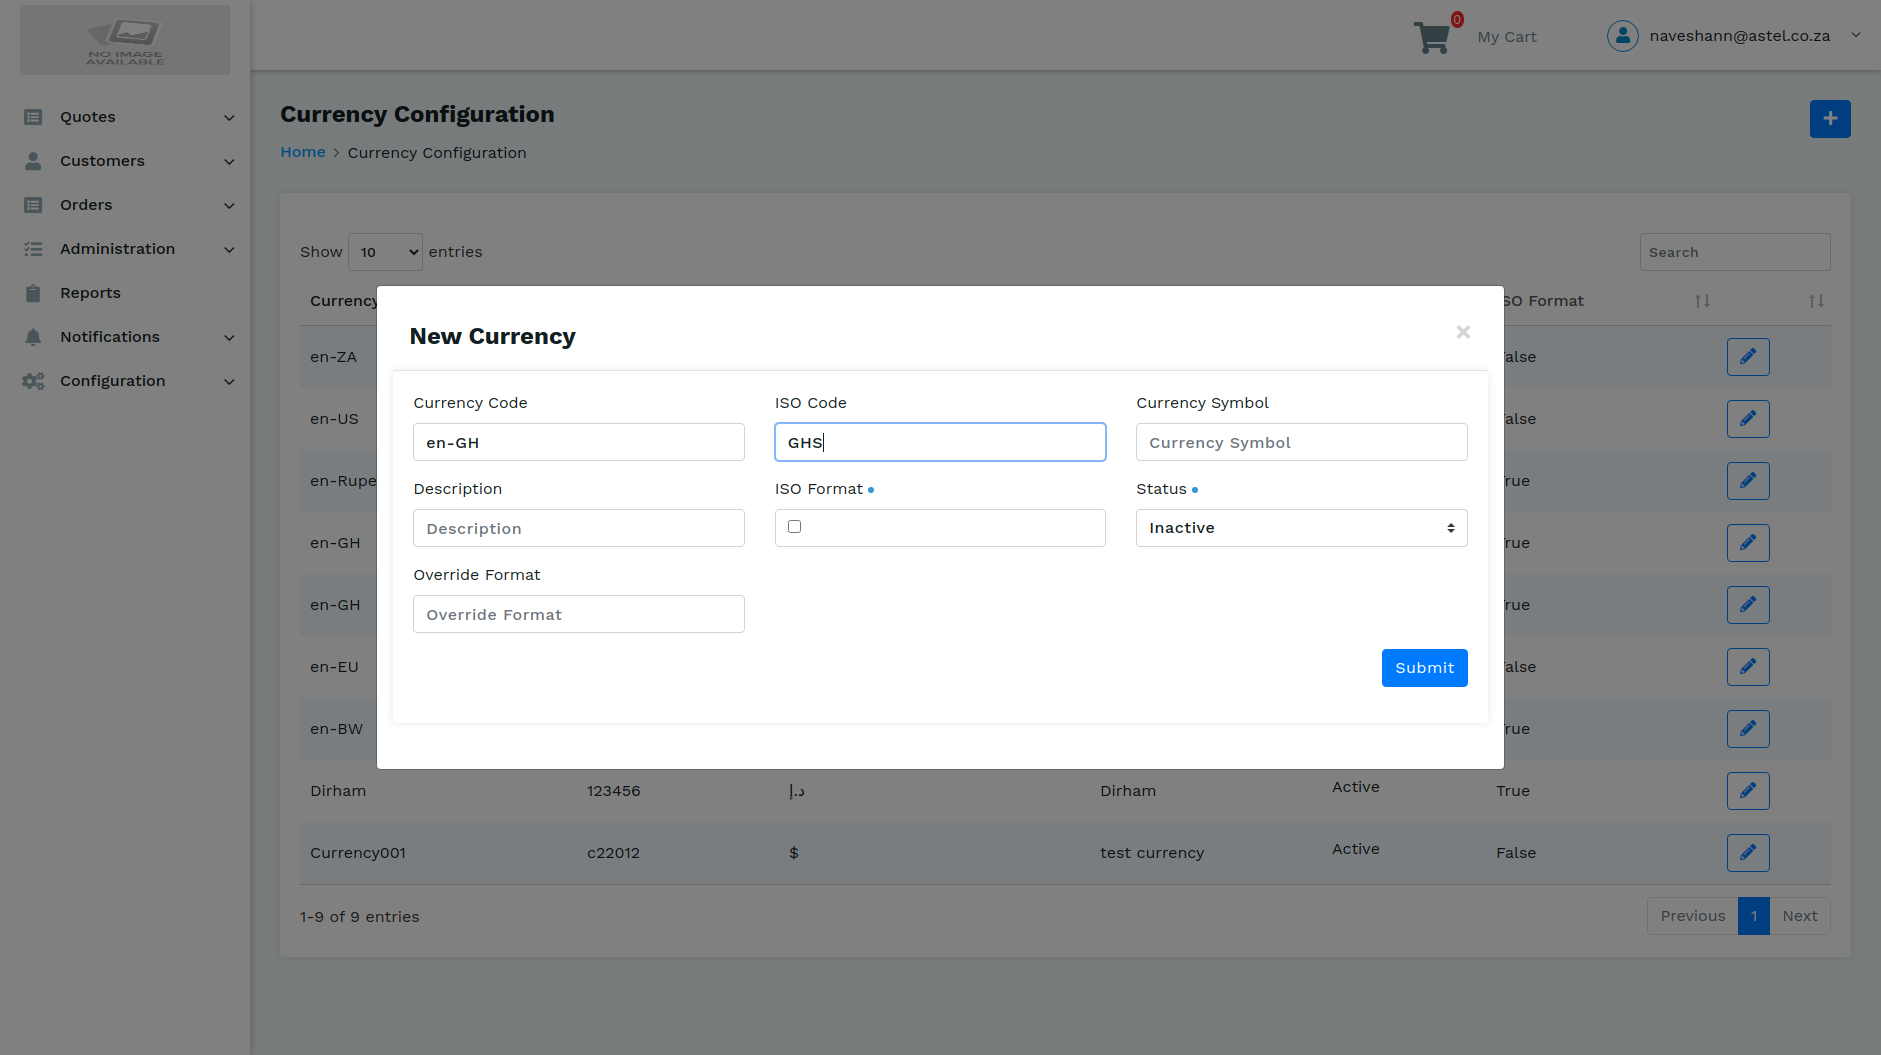 NO IMAGE
AVAILABLE
0
My Cart
naveshann@astel.co.za
Quotes
Customers
Orders
Administration
Reports
Notifications
Configuration
Currency Configuration
Home > Currency Configuration
Show 10 entries
Search
Currency
SO Format
New Currency
×
Currency Code
ISO Code
Currency Symbol
en-GH
GHS
Currency Symbol
Description
ISO Format
Status
Description
Inactive
Override Format
Override Format
Submit
en-ZA
alse
en-US
alse
en-Rupe
rue
en-GH
rue
en-GH
rue
en-EU
alse
en-BW
rue
Dirham 123456 د.إ Dirham Active True
Currency001 c22012 $ test currency Active False
1-9 of 9 entries
Previous 1 Next